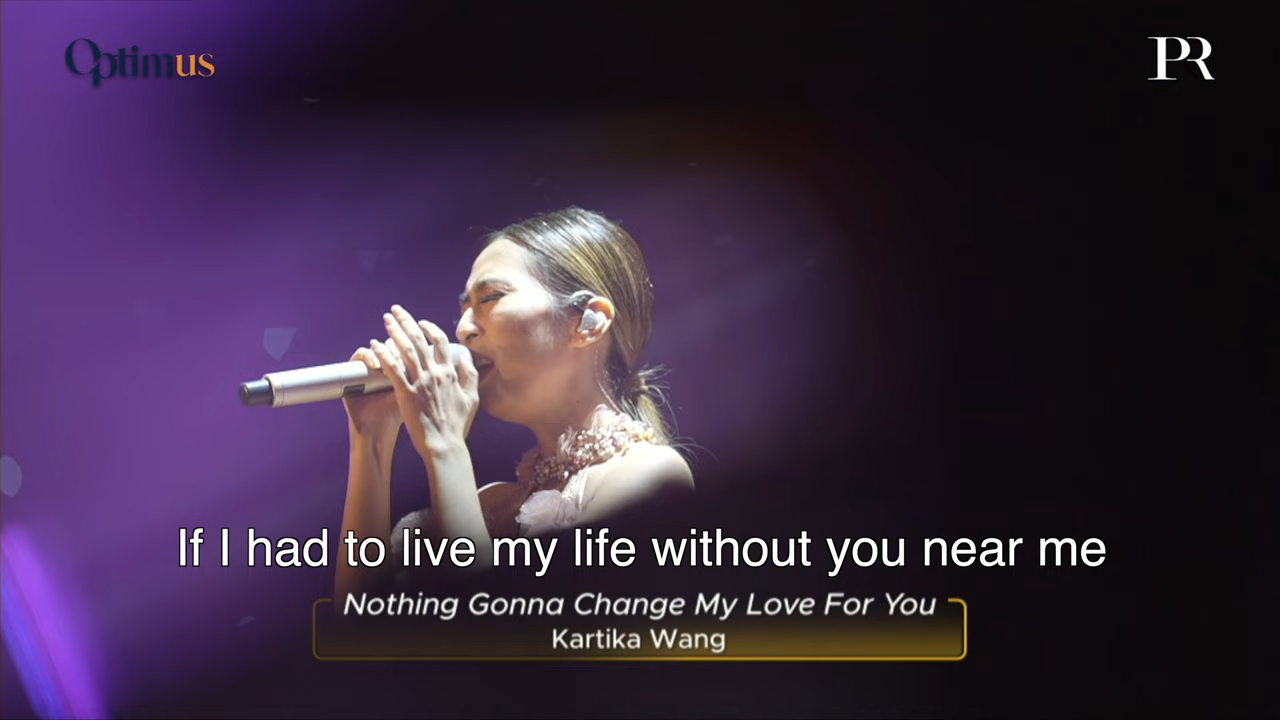 Optimus
PR
If I had to live my life without you near me
Nothing Gonna Change My Love For You
Kartika Wang